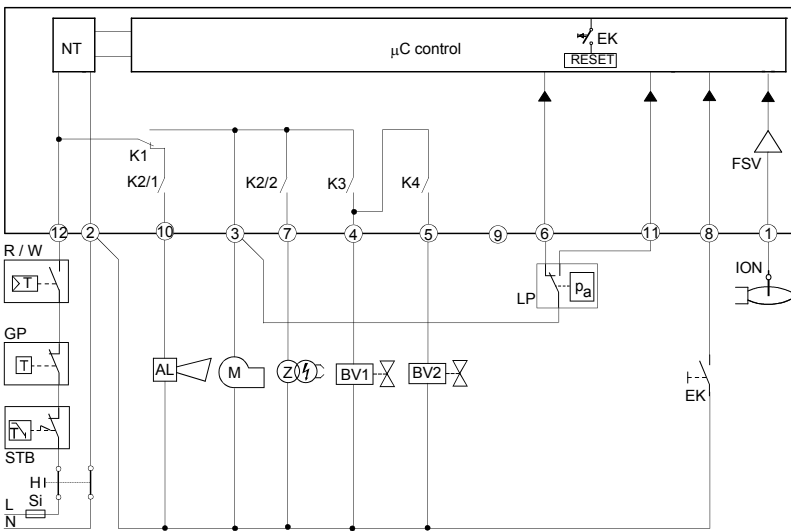 NT
μC control
EK
RESET
K1
K2/1
K2/2
K3
K4
FSV
12 2 10 3 7 4 5 9 6 11 8 1
R / W
T
GP
T
STB
T
H
Si
L
N
AL
M
Z
BV1
BV2
LP
pa
EK
ION